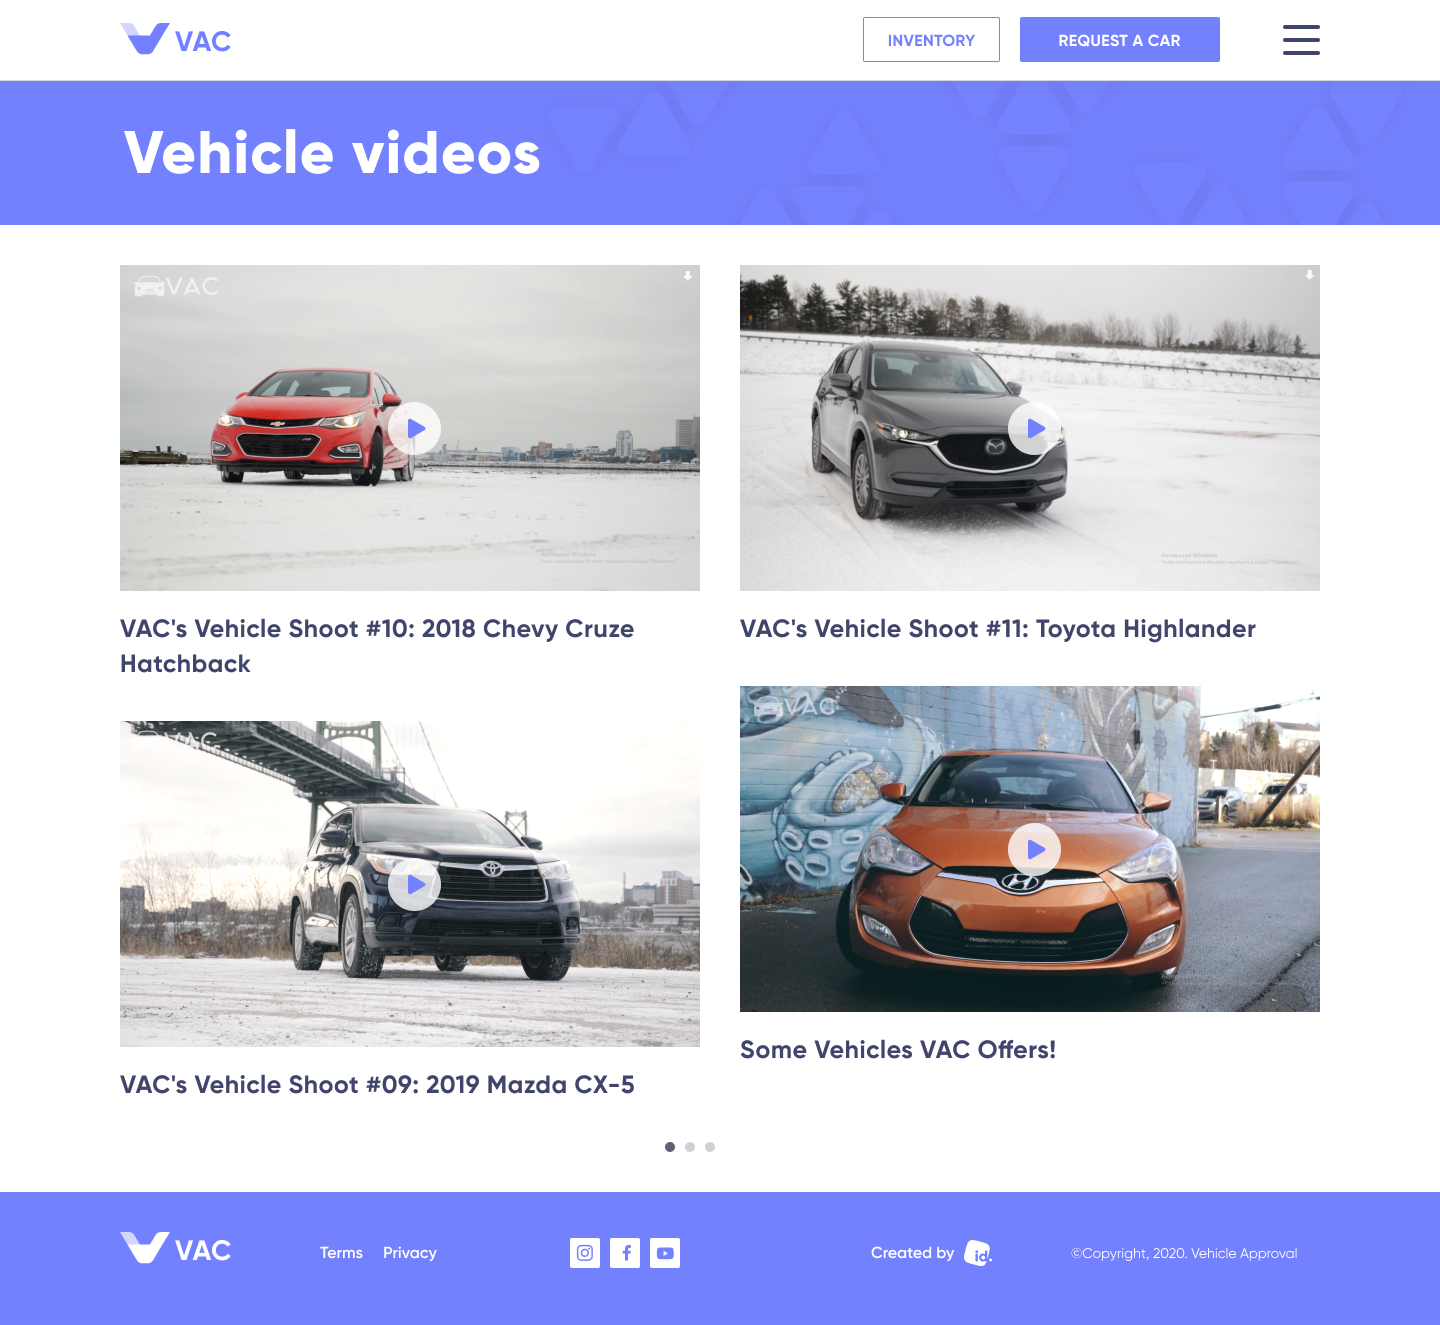 VAC
INVENTORY
REQUEST A CAR
Vehicle videos
VAC
VAC's Vehicle Shoot #10: 2018 Chevy Cruze
Hatchback
VAC's Vehicle Shoot #11: Toyota Highlander
VAC
VAC
VAC's Vehicle Shoot #09: 2019 Mazda CX-5
Some Vehicles VAC Offers!
VAC
Terms
Privacy
Created by
id.
©Copyright, 2020. Vehicle Approval